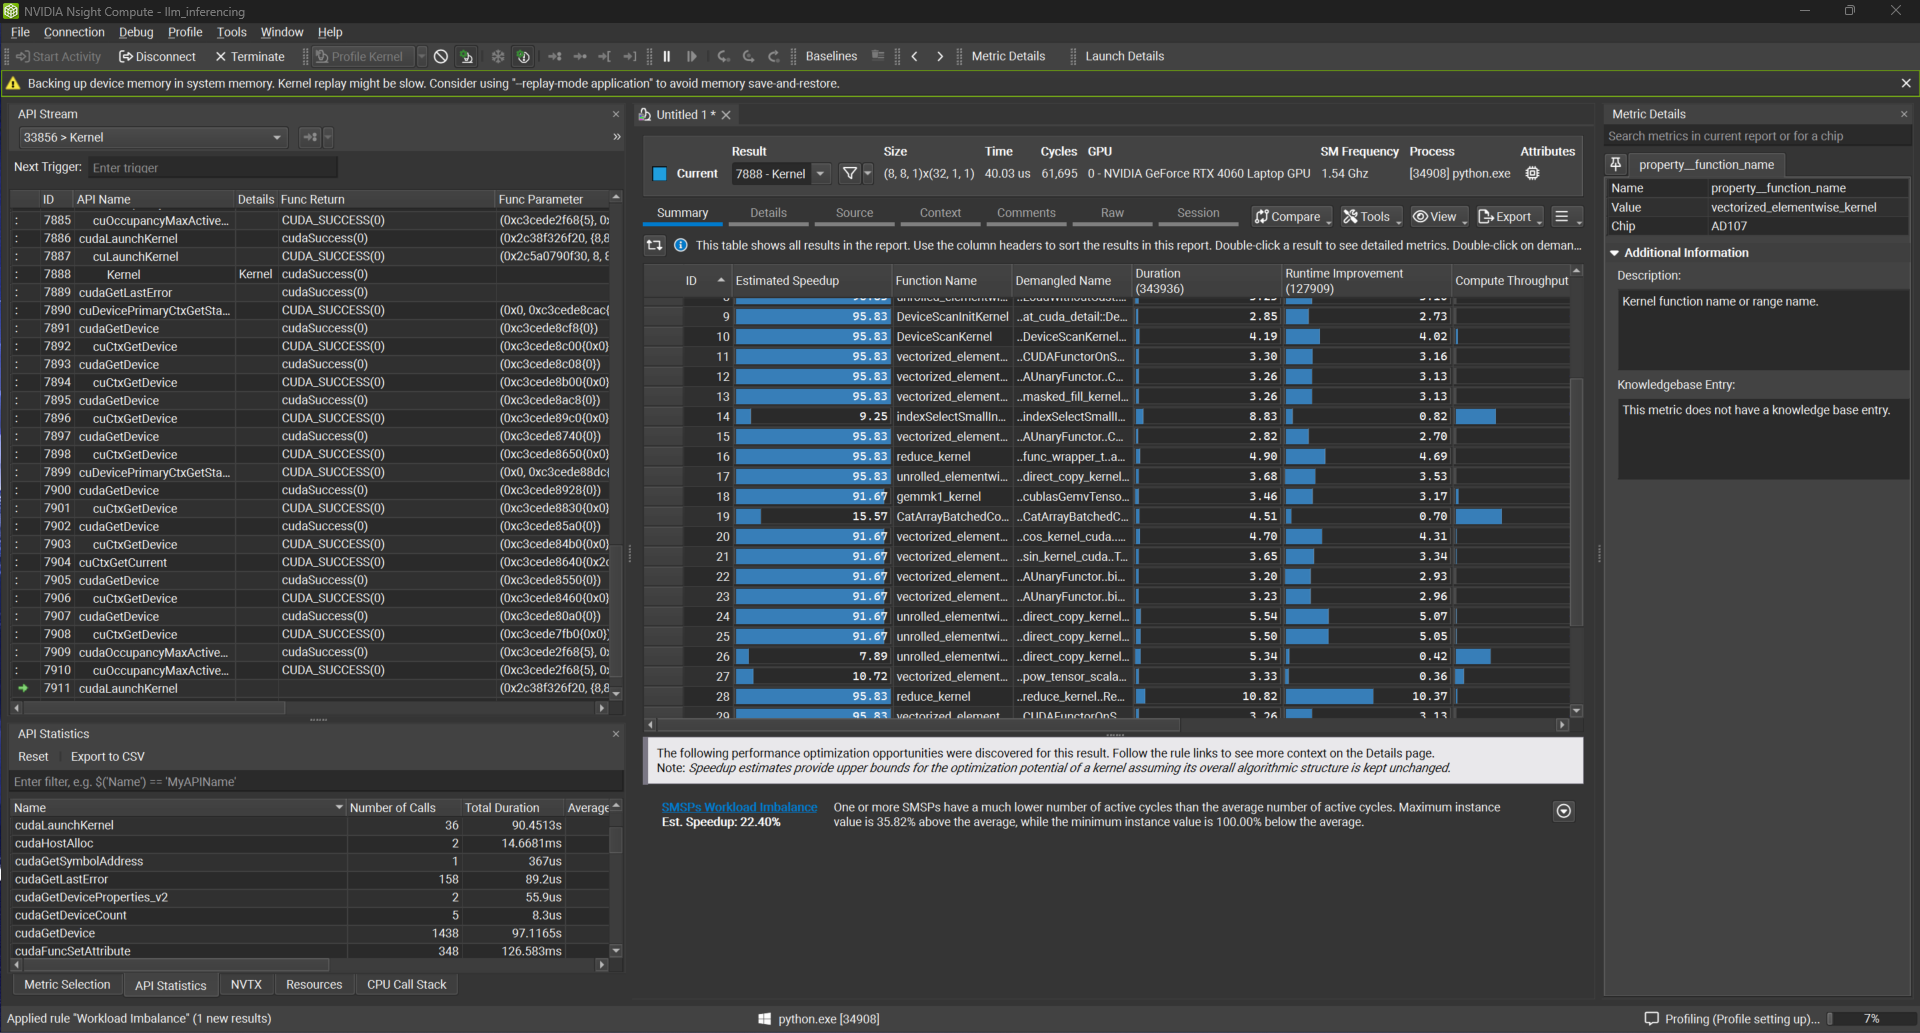 NVIDIA Nsight Compute - llm_inferencing
File Connection Debug Profile Tools Window Help
Start Activity Disconnect Terminate Profile Kernel Baselines Metric Details Launch Details
Backing up device memory in system memory. Kernel replay might be slow. Consider using "--replay-mode application" to avoid memory save-and-restore.
API Stream
33856 > Kernel
Next Trigger: Enter trigger
ID API Name Details Func Return Func Parameter
7885 cuOccupancyMaxActive... CUDA_SUCCESS(0) (0xc3cede2f68{5}, 0x
7886 cudaLaunchKernel cudaSuccess(0) (0x2c38f326f20, {8,8
7887 cuLaunchKernel CUDA_SUCCESS(0) (0x2c5a0790f30, 8, 8
7888 Kernel Kernel cudaSuccess(0)
7889 cudaGetLastError cudaSuccess(0)
7890 cuDevicePrimaryCtxGetSta... CUDA_SUCCESS(0) (0x0, 0xc3cede8cac{
7891 cudaGetDevice cudaSuccess(0) (0xc3cede8cf8{0})
7892 cuCtxGetDevice CUDA_SUCCESS(0) (0xc3cede8c00{0x0}
7893 cudaGetDevice cudaSuccess(0) (0xc3cede8c08{0})
7894 cuCtxGetDevice CUDA_SUCCESS(0) (0xc3cede8b00{0x0}
7895 cudaGetDevice cudaSuccess(0) (0xc3cede8ac8{0})
7896 cuCtxGetDevice CUDA_SUCCESS(0) (0xc3cede89c0{0x0}
7897 cudaGetDevice cudaSuccess(0) (0xc3cede8740{0})
7898 cuCtxGetDevice CUDA_SUCCESS(0) (0xc3cede8650{0x0}
7899 cuDevicePrimaryCtxGetSta... CUDA_SUCCESS(0) (0x0, 0xc3cede88dc{
7900 cudaGetDevice cudaSuccess(0) (0xc3cede8928{0})
7901 cuCtxGetDevice CUDA_SUCCESS(0) (0xc3cede8830{0x0}
7902 cudaGetDevice cudaSuccess(0) (0xc3cede85a0{0})
7903 cuCtxGetDevice CUDA_SUCCESS(0) (0xc3cede84b0{0x0}
7904 cuCtxGetCurrent CUDA_SUCCESS(0) (0xc3cede8640{0x2c
7905 cudaGetDevice cudaSuccess(0) (0xc3cede8550{0})
7906 cuCtxGetDevice CUDA_SUCCESS(0) (0xc3cede8460{0x0}
7907 cudaGetDevice cudaSuccess(0) (0xc3cede80a0{0})
7908 cuCtxGetDevice CUDA_SUCCESS(0) (0xc3cede7fb0{0x0}
7909 cudaOccupancyMaxActive... cudaSuccess(0) (0xc3cede2f68{5}, 0x
7910 cuOccupancyMaxActive... CUDA_SUCCESS(0) (0xc3cede2f68{5}, 0x
7911 cudaLaunchKernel (0x2c38f326f20, {8,8
API Statistics
Reset Export to CSV
Enter filter, e.g. $('Name') == 'MyAPIName'
Name Number of Calls Total Duration Average
cudaLaunchKernel 36 90.4513s
cudaHostAlloc 2 14.6681ms
cudaGetSymbolAddress 1 367us
cudaGetLastError 158 89.2us
cudaGetDeviceProperties_v2 2 55.9us
cudaGetDeviceCount 5 8.3us
cudaGetDevice 1438 97.1165s
cudaFuncSetAttribute 348 126.583ms
Metric Selection API Statistics NVTX Resources CPU Call Stack
Untitled 1 *
Result Size Time Cycles GPU SM Frequency Process Attributes
Current 7888 - Kernel (8, 8, 1)x(32, 1, 1) 40.03 us 61,695 0 - NVIDIA GeForce RTX 4060 Laptop GPU 1.54 Ghz [34908] python.exe
Summary Details Source Context Comments Raw Session Compare Tools View Export
This table shows all results in the report. Use the column headers to sort the results in this report. Double-click a result to see detailed metrics. Double-click on deman...
ID Estimated Speedup Function Name Demangled Name Duration (343936) Runtime Improvement (127909) Compute Throughput
9 95.83 DeviceScanInitKernel ..at_cuda_detail::De... 2.85 2.73
10 95.83 DeviceScanKernel ..DeviceScanKernel... 4.19 4.02
11 95.83 vectorized_element... ..CUDAFunctorOnS... 3.30 3.16
12 95.83 vectorized_element... ..AUnaryFunctor..C... 3.26 3.13
13 95.83 vectorized_element... ..masked_fill_kernel... 3.26 3.13
14 9.25 indexSelectSmallIn... ..indexSelectSmallI... 8.83 0.82
15 95.83 vectorized_element... ..AUnaryFunctor..C... 2.82 2.70
16 95.83 reduce_kernel ..func_wrapper_t..a... 4.90 4.69
17 95.83 unrolled_elementwi... ..direct_copy_kernel... 3.68 3.53
18 91.67 gemmk1_kernel ..cublasGemvTenso... 3.46 3.17
19 15.57 CatArrayBatchedCo... ..CatArrayBatchedC... 4.51 0.70
20 91.67 vectorized_element... ..cos_kernel_cuda..... 4.70 4.31
21 91.67 vectorized_element... ..sin_kernel_cuda..T... 3.65 3.34
22 91.67 vectorized_element... ..AUnaryFunctor..bi... 3.20 2.93
23 91.67 vectorized_element... ..AUnaryFunctor..bi... 3.23 2.96
24 91.67 unrolled_elementwi... ..direct_copy_kernel... 5.54 5.07
25 91.67 unrolled_elementwi... ..direct_copy_kernel... 5.50 5.05
26 7.89 unrolled_elementwi... ..direct_copy_kernel... 5.34 0.42
27 10.72 vectorized_element... ..pow_tensor_scala... 3.33 0.36
28 95.83 reduce_kernel ..reduce_kernel..Re... 10.82 10.37
29 95.83 vectorized_element... ..CUDAFunctorOnS... 3.26 3.13
The following performance optimization opportunities were discovered for this result. Follow the rule links to see more context on the Details page.
Note: Speedup estimates provide upper bounds for the optimization potential of a kernel assuming its overall algorithmic structure is kept unchanged.
SMSPs Workload Imbalance One or more SMSPs have a much lower number of active cycles than the average number of active cycles. Maximum instance
Est. Speedup: 22.40% value is 35.82% above the average, while the minimum instance value is 100.00% below the average.
Metric Details
Search metrics in current report or for a chip
property__function_name
Name property__function_name
Value vectorized_elementwise_kernel
Chip AD107
Additional Information
Description:
Kernel function name or range name.
Knowledgebase Entry:
This metric does not have a knowledge base entry.
Applied rule "Workload Imbalance" (1 new results) python.exe [34908] Profiling (Profile setting up)... 7%